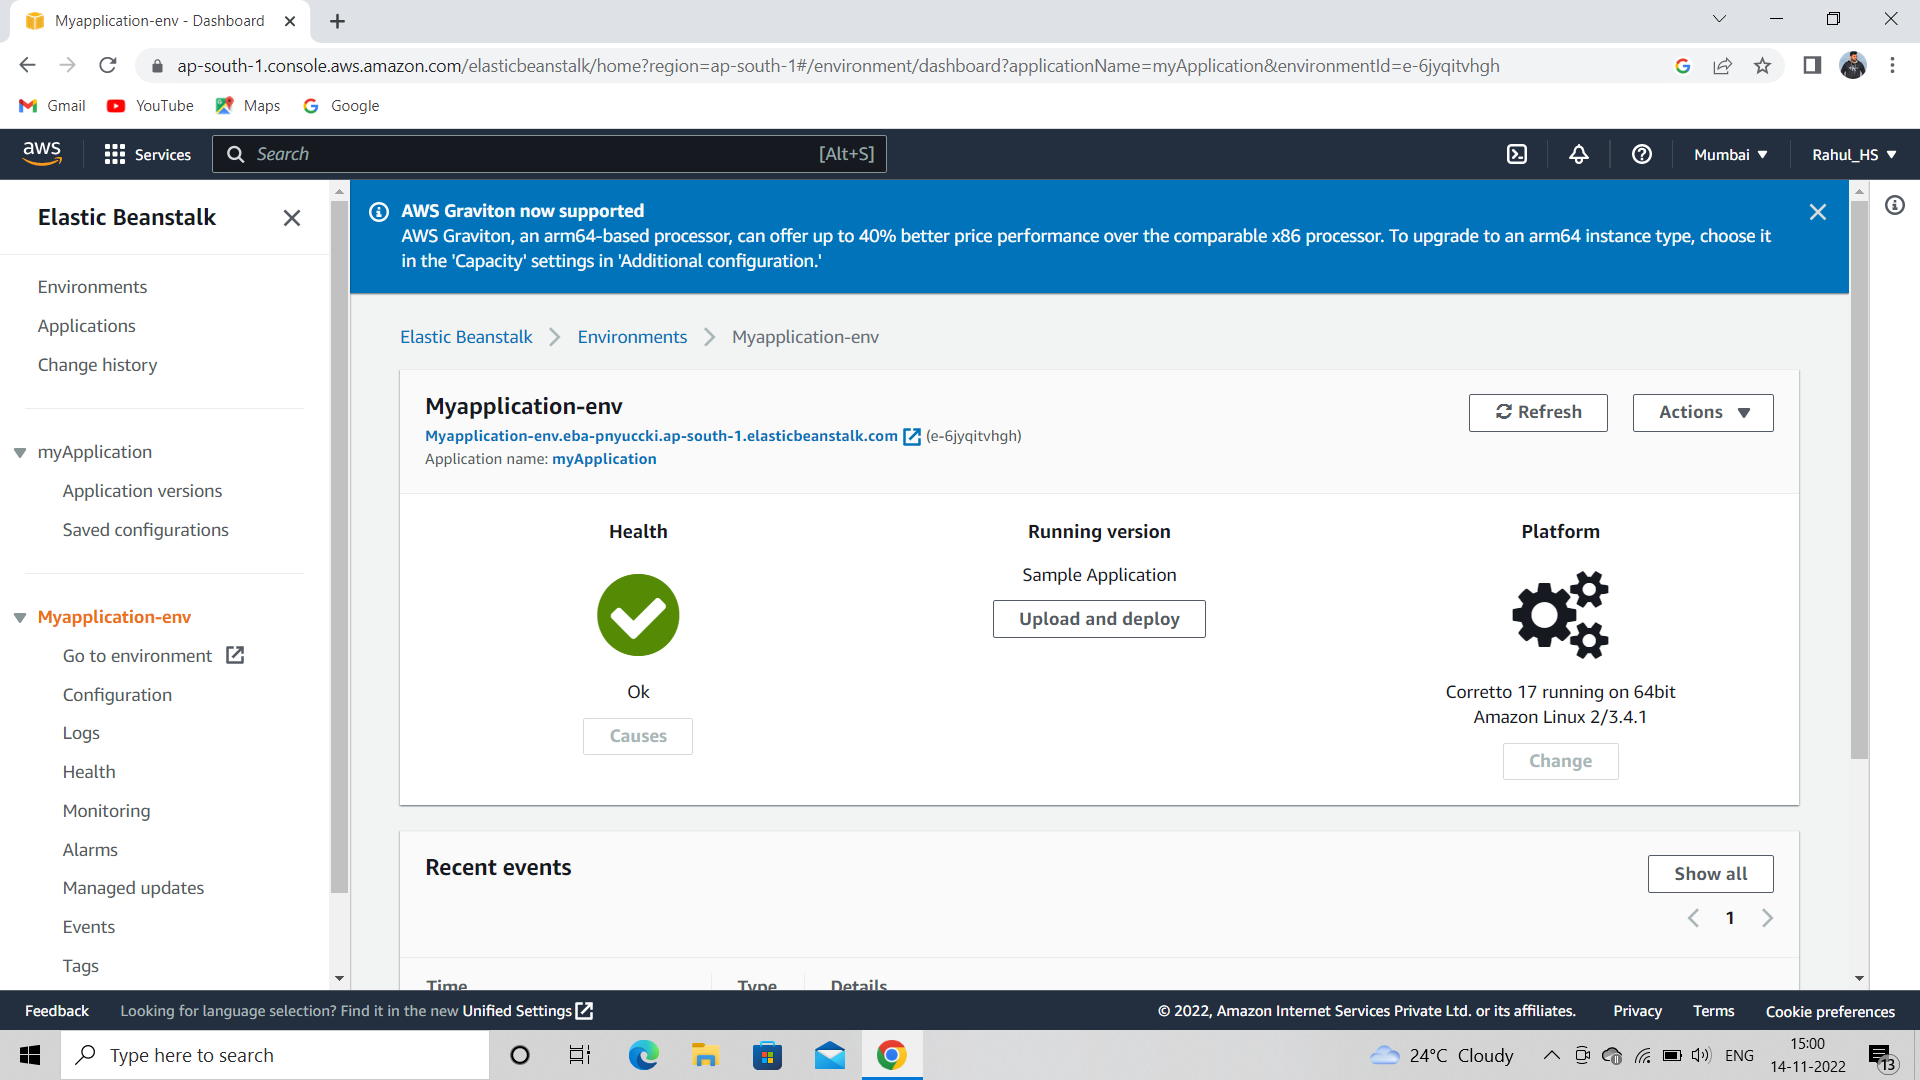 Myapplication-env - Dashboard
ap-south-1.console.aws.amazon.com/elasticbeanstalk/home?region=ap-south-1#/environment/dashboard?applicationName=myApplication&environmentId=e-6jyqitvhgh
Gmail YouTube Maps Google
aws Services Search [Alt+S] Mumbai Rahul_HS
Elastic Beanstalk
Environments
Applications
Change history
myApplication
Application versions
Saved configurations
Myapplication-env
Go to environment
Configuration
Logs
Health
Monitoring
Alarms
Managed updates
Events
Tags
AWS Graviton now supported
AWS Graviton, an arm64-based processor, can offer up to 40% better price performance over the comparable x86 processor. To upgrade to an arm64 instance type, choose it
in the 'Capacity' settings in 'Additional configuration.'
Elastic Beanstalk Environments Myapplication-env
Myapplication-env
Myapplication-env.eba-pnyuccki.ap-south-1.elasticbeanstalk.com (e-6jyqitvhgh)
Application name: myApplication
Refresh Actions
Health
Ok
Causes
Running version
Sample Application
Upload and deploy
Platform
Corretto 17 running on 64bit
Amazon Linux 2/3.4.1
Change
Recent events
Show all
1
Time Type Details
Feedback Looking for language selection? Find it in the new Unified Settings © 2022, Amazon Internet Services Private Ltd. or its affiliates. Privacy Terms Cookie preferences
Type here to search
24°C Cloudy
ENG
15:00
14-11-2022
13